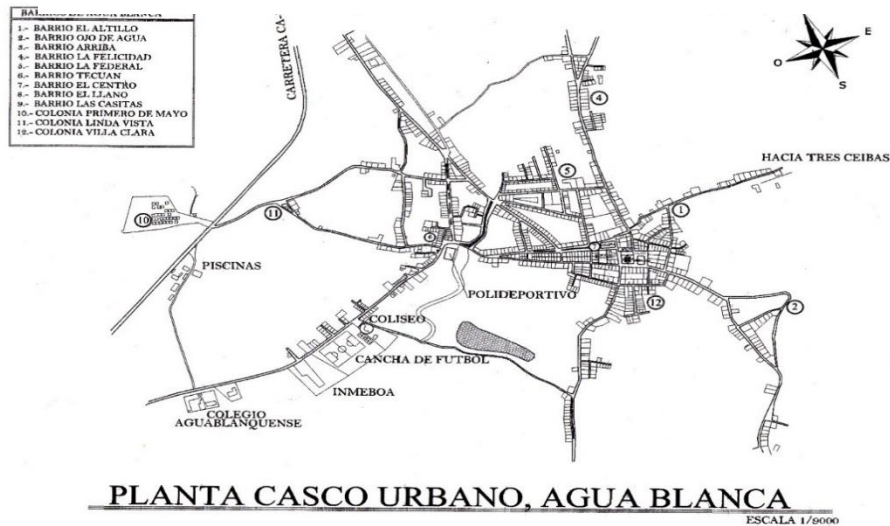 BARRIOS DE AGUA BLANCA
1.- BARRIO EL ALTILLO
2.- BARRIO OJO DE AGUA
3.- BARRIO ARRIBA
4.- BARRIO LA FELICIDAD
5.- BARRIO LA FEDERAL
6.- BARRIO TECUAN
7.- BARRIO EL CENTRO
8.- BARRIO EL LLANO
9.- BARRIO LAS CASITAS
10.- COLONIA PRIMERO DE MAYO
11.- COLONIA LINDA VISTA
12.- COLONIA VILLA CLARA
CARRETERA CA-
E
O
S
4
5
HACIA TRES CEIBAS
1
10
11
PISCINAS
POLIDEPORTIVO
12
2
COLISEO
CANCHA DE FUTBOL
INMEBOA
COLEGIO
AGUABLANQUENSE
PLANTA CASCO URBANO, AGUA BLANCA
ESCALA 1/9000